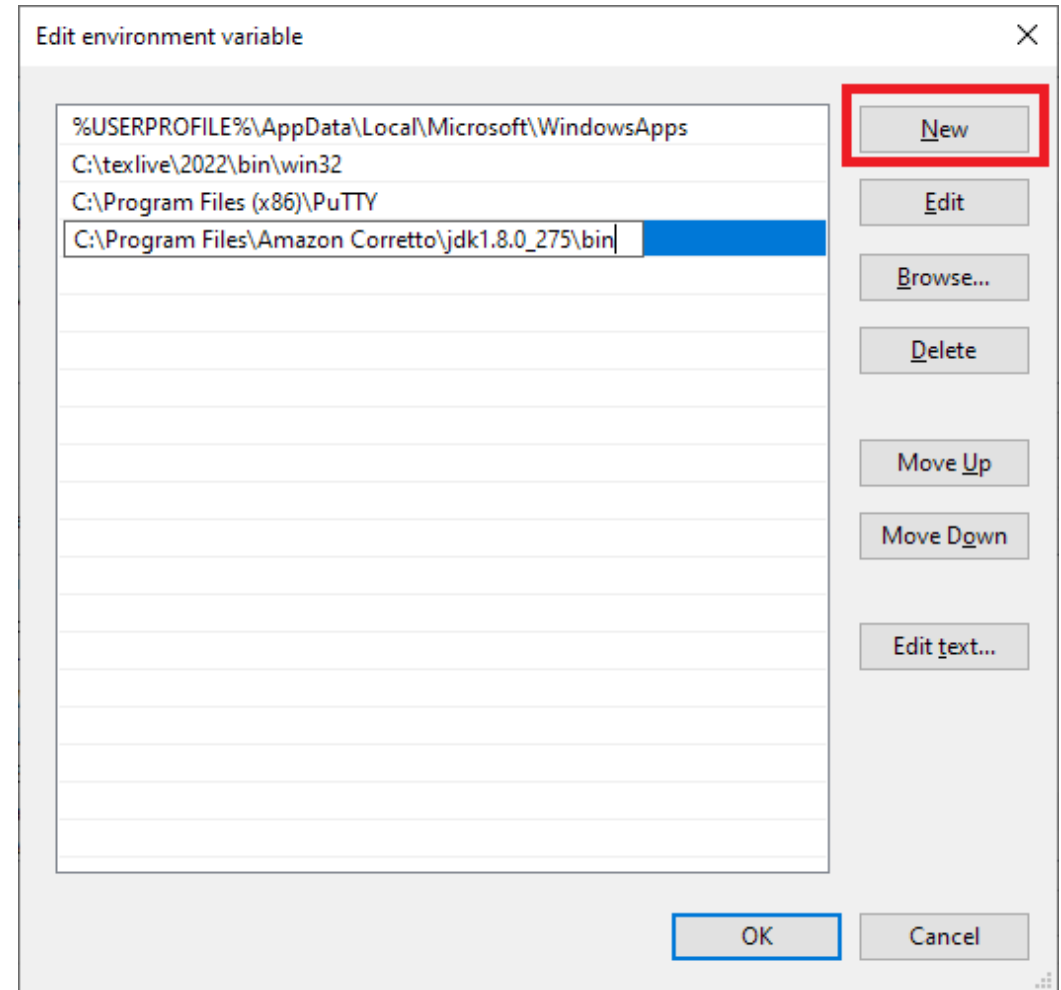 Edit environment variable
%USERPROFILE%\AppData\Local\Microsoft\WindowsApps
C:\texlive\2022\bin\win32
C:\Program Files (x86)\PuTTY
C:\Program Files\Amazon Corretto\jdk1.8.0_275\bin
New
Edit
Browse...
Delete
Move Up
Move Down
Edit text...
OK
Cancel